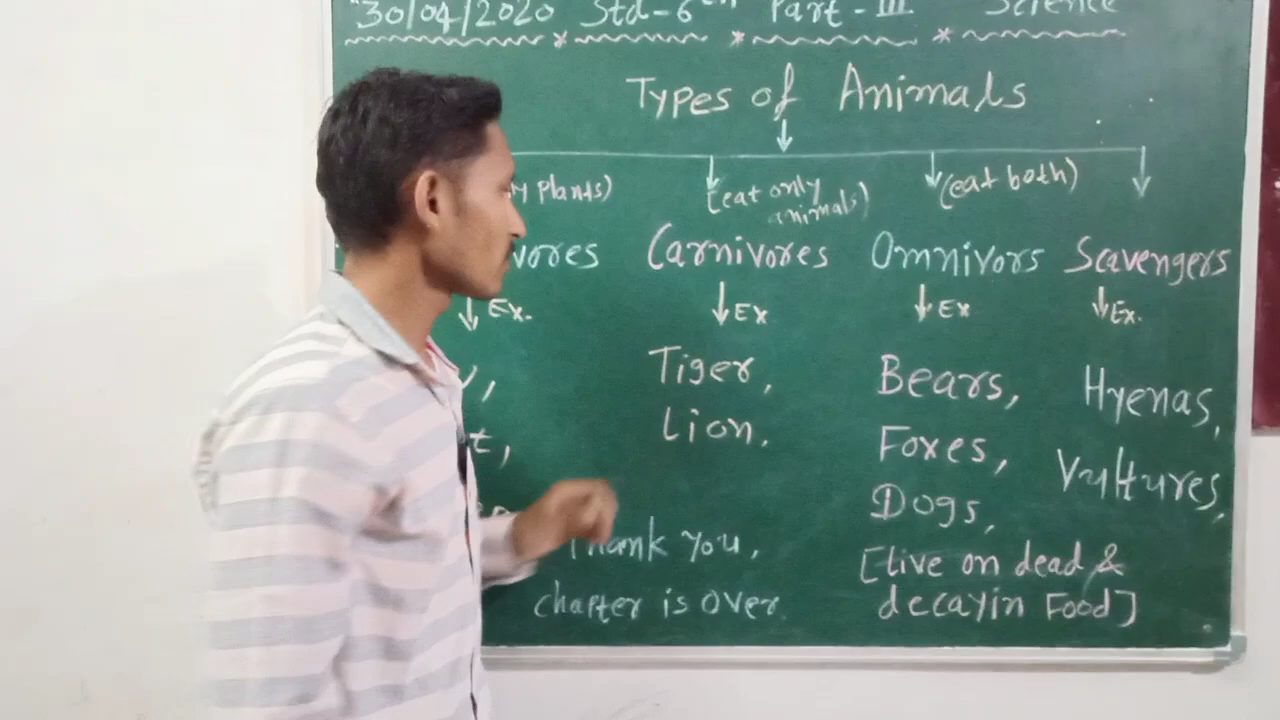 30/04/2020 Std-6th Part-III Science
Types of Animals
plants) (eat only animals) (eat both)
vores Carnivores Omnivors Scavengers
Ex. Ex Ex Ex.
Tiger, Bears, Hyenas,
Lion. Foxes, Vultures,
Dogs,
Thank you, [live on dead &
chapter is over. decayin Food]